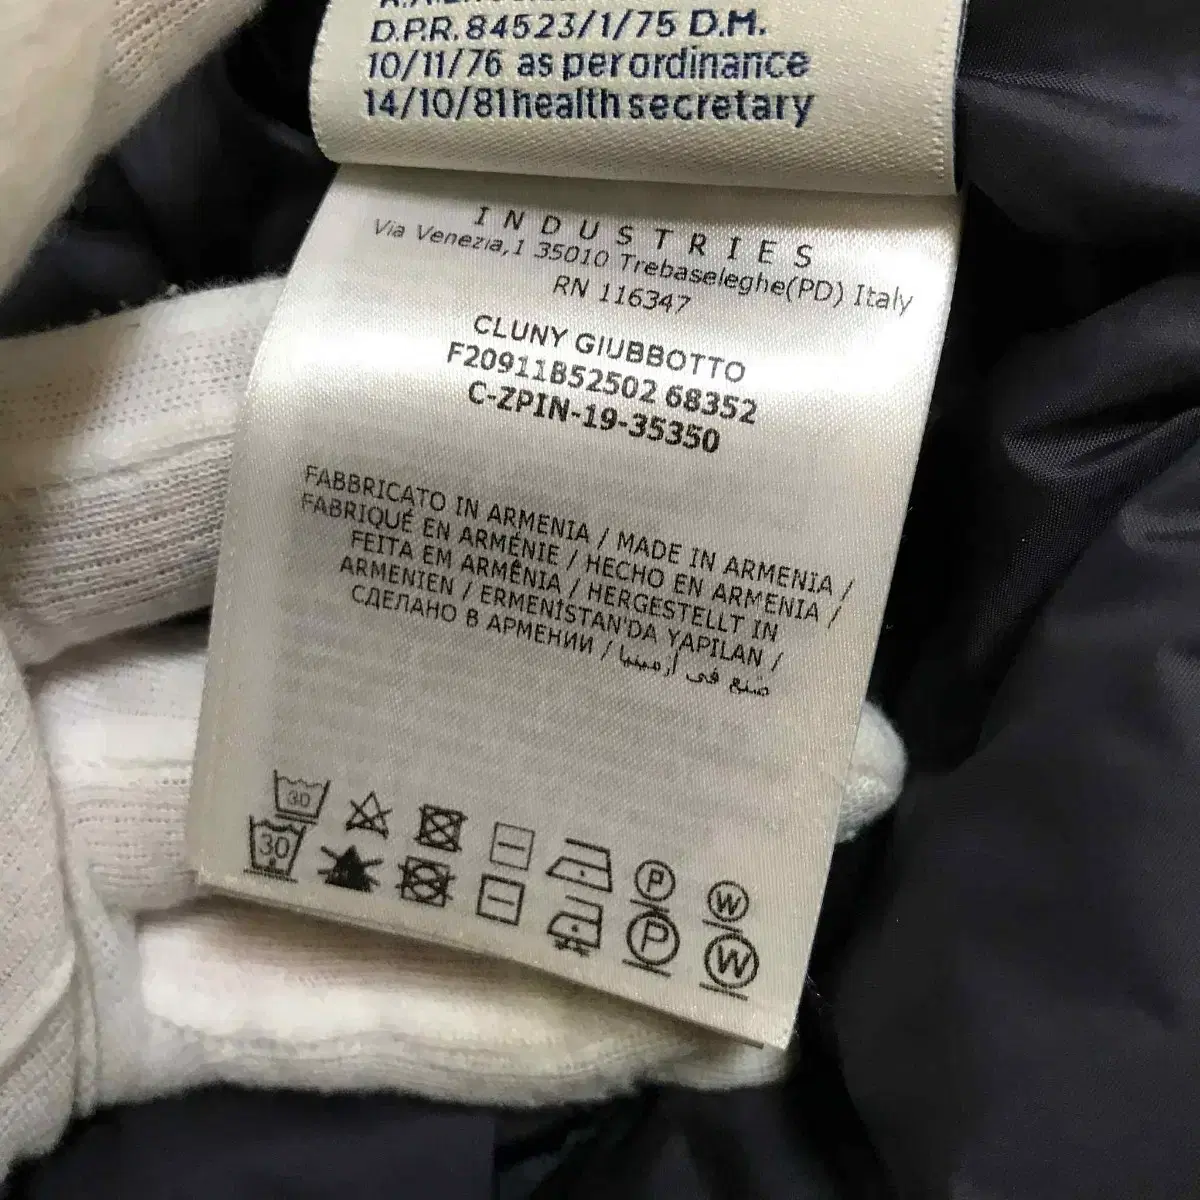 D.P.R. 84523/1/75 D.M.
10/11/76 as per ordinance
14/10/81 health secretary
INDUSTRIES
Via Venezia,1 35010 Trebaseleghe(PD) Italy
RN 116347
CLUNY GIUBBOTTO
F20911B52502 68352
C-ZPIN-19-35350
FABBRICATO IN ARMENIA / MADE IN ARMENIA /
FABRIQUÉ EN ARMÉNIE / HECHO EN ARMENIA /
FEITA EM ARMÊNIA / HERGESTELLT IN
ARMENIEN / ERMENİSTAN'DA YAPILAN /
СДЕЛАНО В АРМЕНИИ / صنع في أرمينيا
30 P W
30 P W